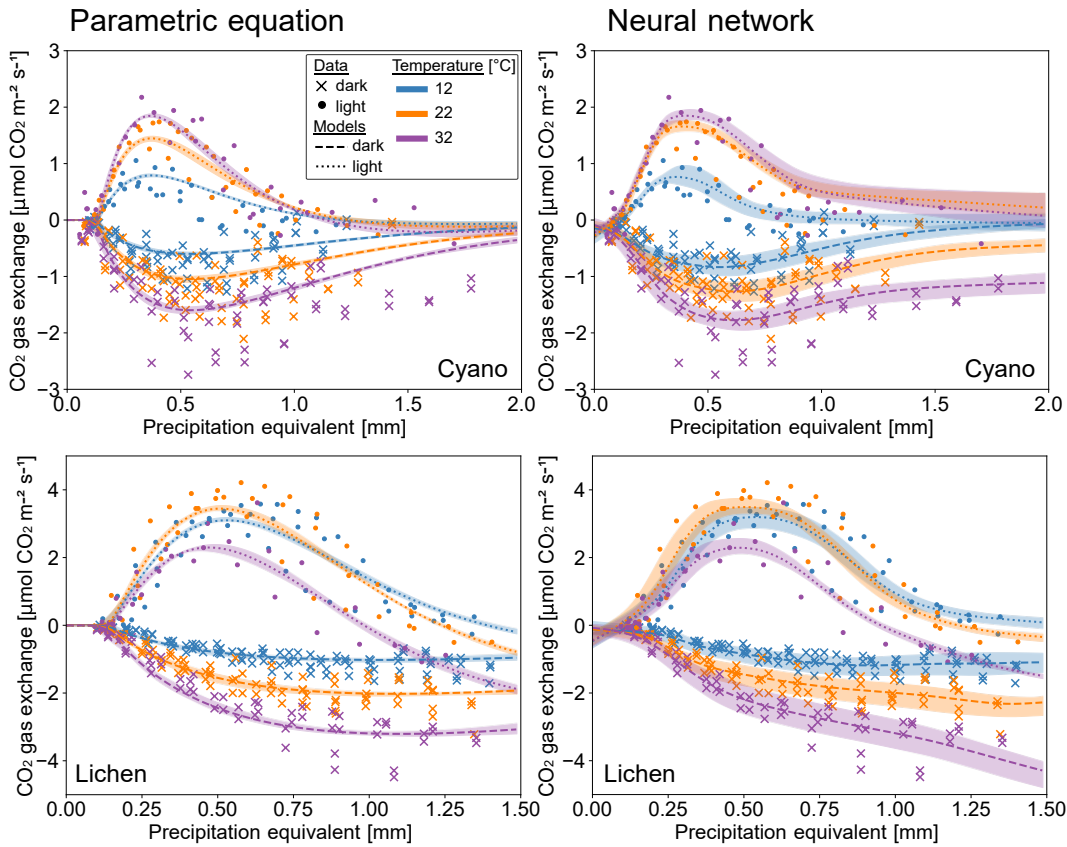 Parametric equation
Neural network
CO₂ gas exchange [µmol CO₂ m⁻² s⁻¹]
3
2
1
0
−1
−2
−3
Data
× dark
• light
Models
dark
light
Temperature [°C]
12
22
32
Cyano
0.0
0.5
1.0
1.5
2.0
Precipitation equivalent [mm]
CO₂ gas exchange [µmol CO₂ m⁻² s⁻¹]
3
2
1
0
−1
−2
−3
Cyano
0.0
0.5
1.0
1.5
2.0
Precipitation equivalent [mm]
CO₂ gas exchange [µmol CO₂ m⁻² s⁻¹]
4
2
0
−2
−4
Lichen
0.00
0.25
0.50
0.75
1.00
1.25
1.50
Precipitation equivalent [mm]
CO₂ gas exchange [µmol CO₂ m⁻² s⁻¹]
4
2
0
−2
−4
Lichen
0.00
0.25
0.50
0.75
1.00
1.25
1.50
Precipitation equivalent [mm]